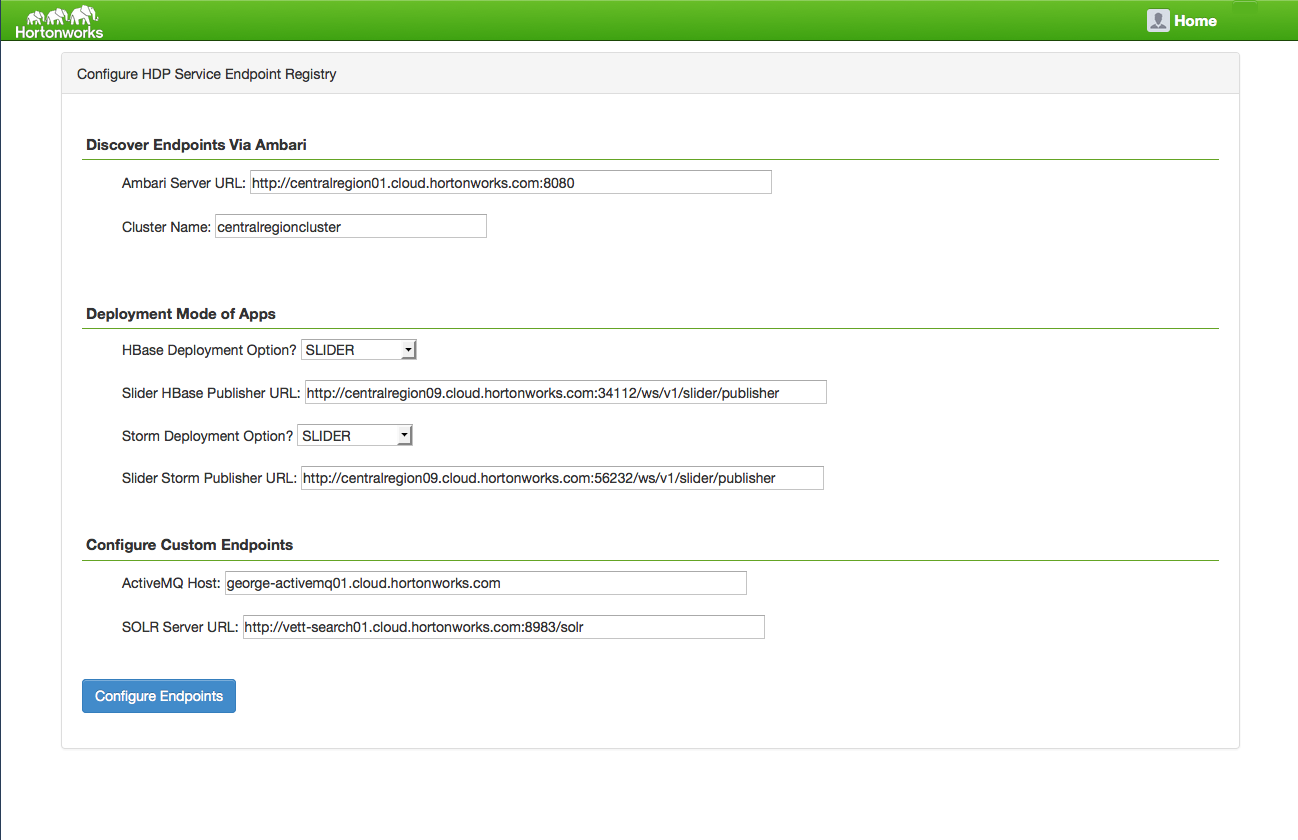 Hortonworks
Home
Configure HDP Service Endpoint Registry
Discover Endpoints Via Ambari
Ambari Server URL: http://centralregion01.cloud.hortonworks.com:8080
Cluster Name: centralregioncluster
Deployment Mode of Apps
HBase Deployment Option? SLIDER
Slider HBase Publisher URL: http://centralregion09.cloud.hortonworks.com:34112/ws/v1/slider/publisher
Storm Deployment Option? SLIDER
Slider Storm Publisher URL: http://centralregion09.cloud.hortonworks.com:56232/ws/v1/slider/publisher
Configure Custom Endpoints
ActiveMQ Host: george-activemq01.cloud.hortonworks.com
SOLR Server URL: http://vett-search01.cloud.hortonworks.com:8983/solr
Configure Endpoints